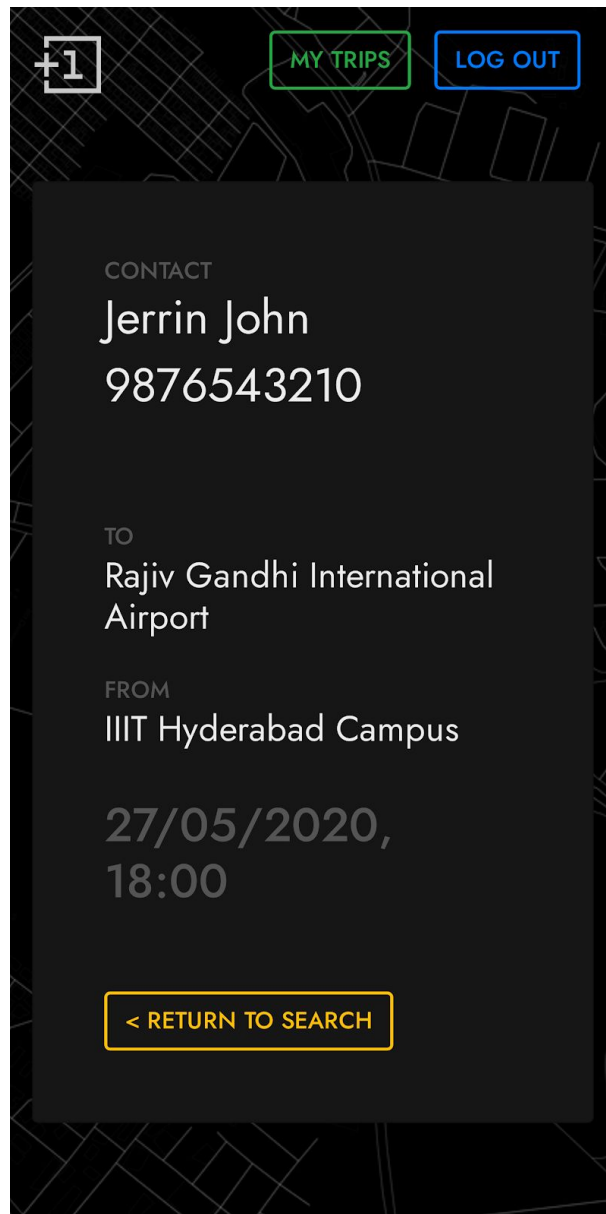 +1
MY TRIPS
LOG OUT
CONTACT
Jerrin John
9876543210
TO
Rajiv Gandhi International
Airport
FROM
IIIT Hyderabad Campus
27/05/2020,
18:00
< RETURN TO SEARCH